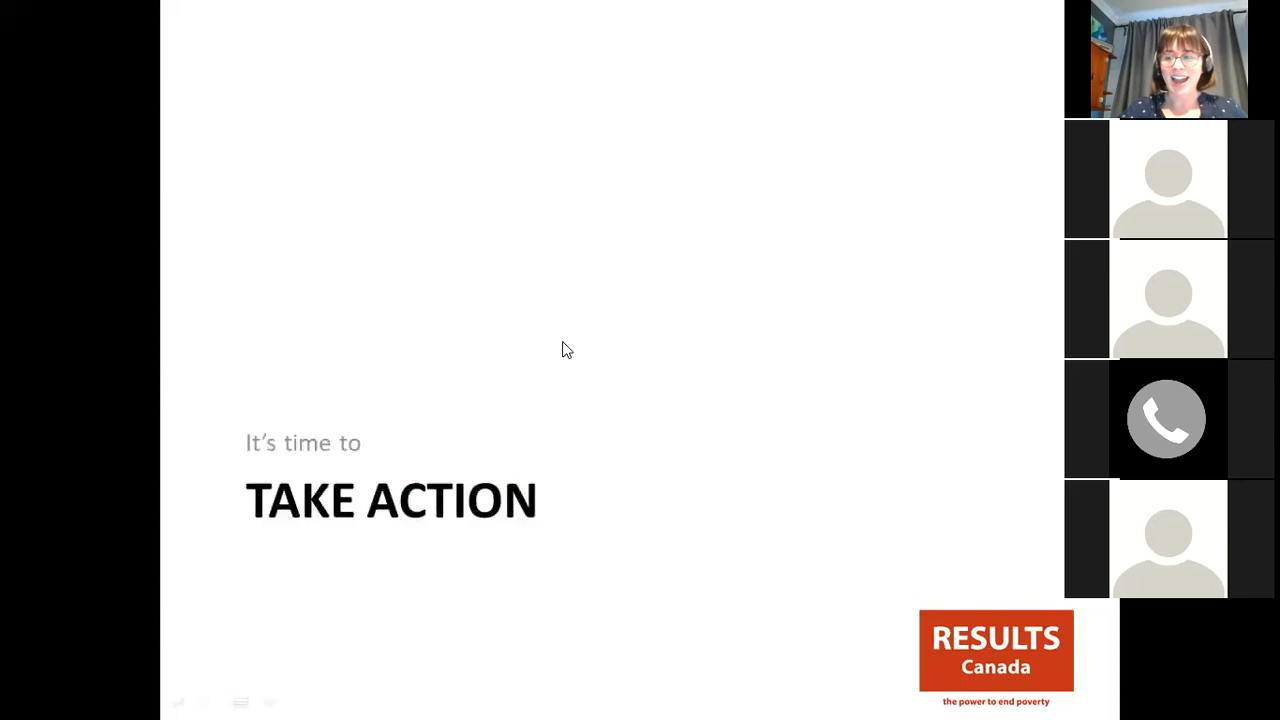 It's time to
TAKE ACTION
RESULTS
Canada
the power to end poverty